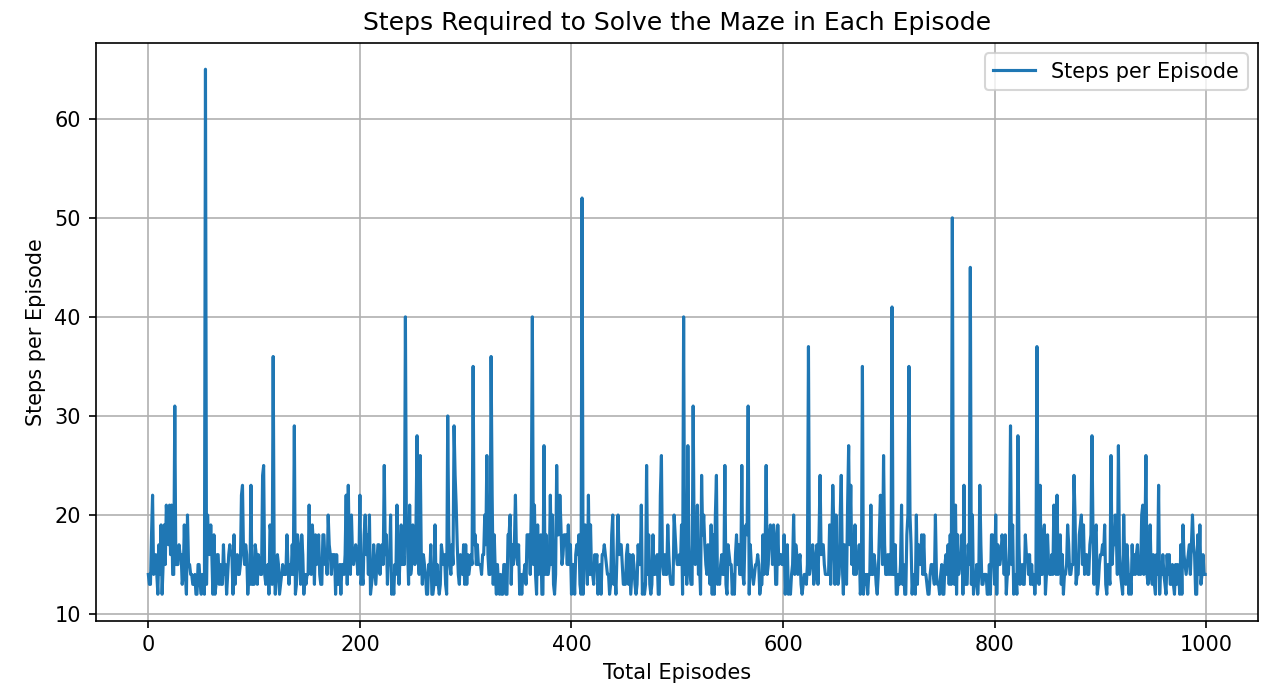 Steps Required to Solve the Maze in Each Episode
Steps per Episode
60
50
40
30
20
10
Steps per Episode
0 200 400 600 800 1000
Total Episodes